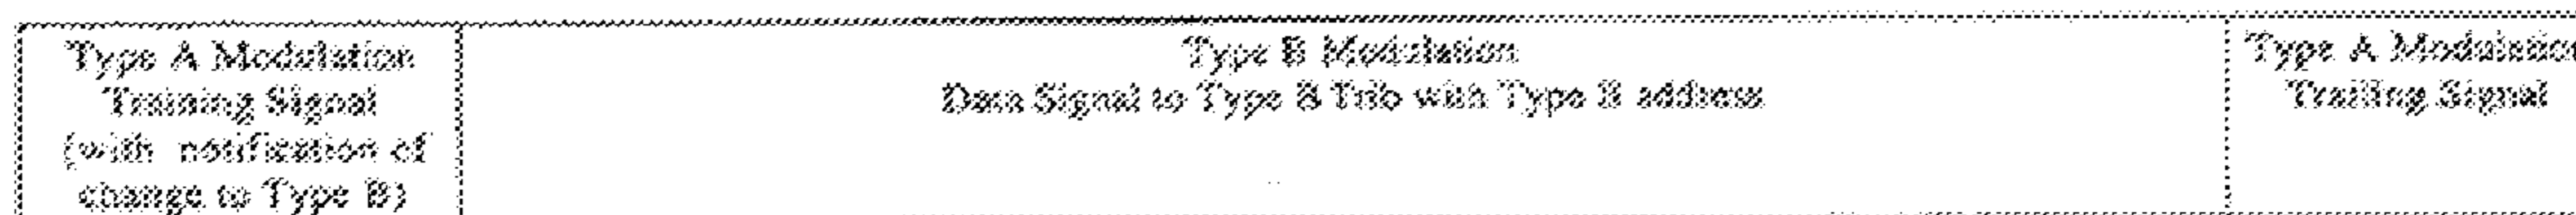 Type A Modulation
Training Signal
(with notification of
change to Type B)
Type B Modulation
Data Signal to Type B Trib with Type B address
Type A Modulation
Trailing Signal